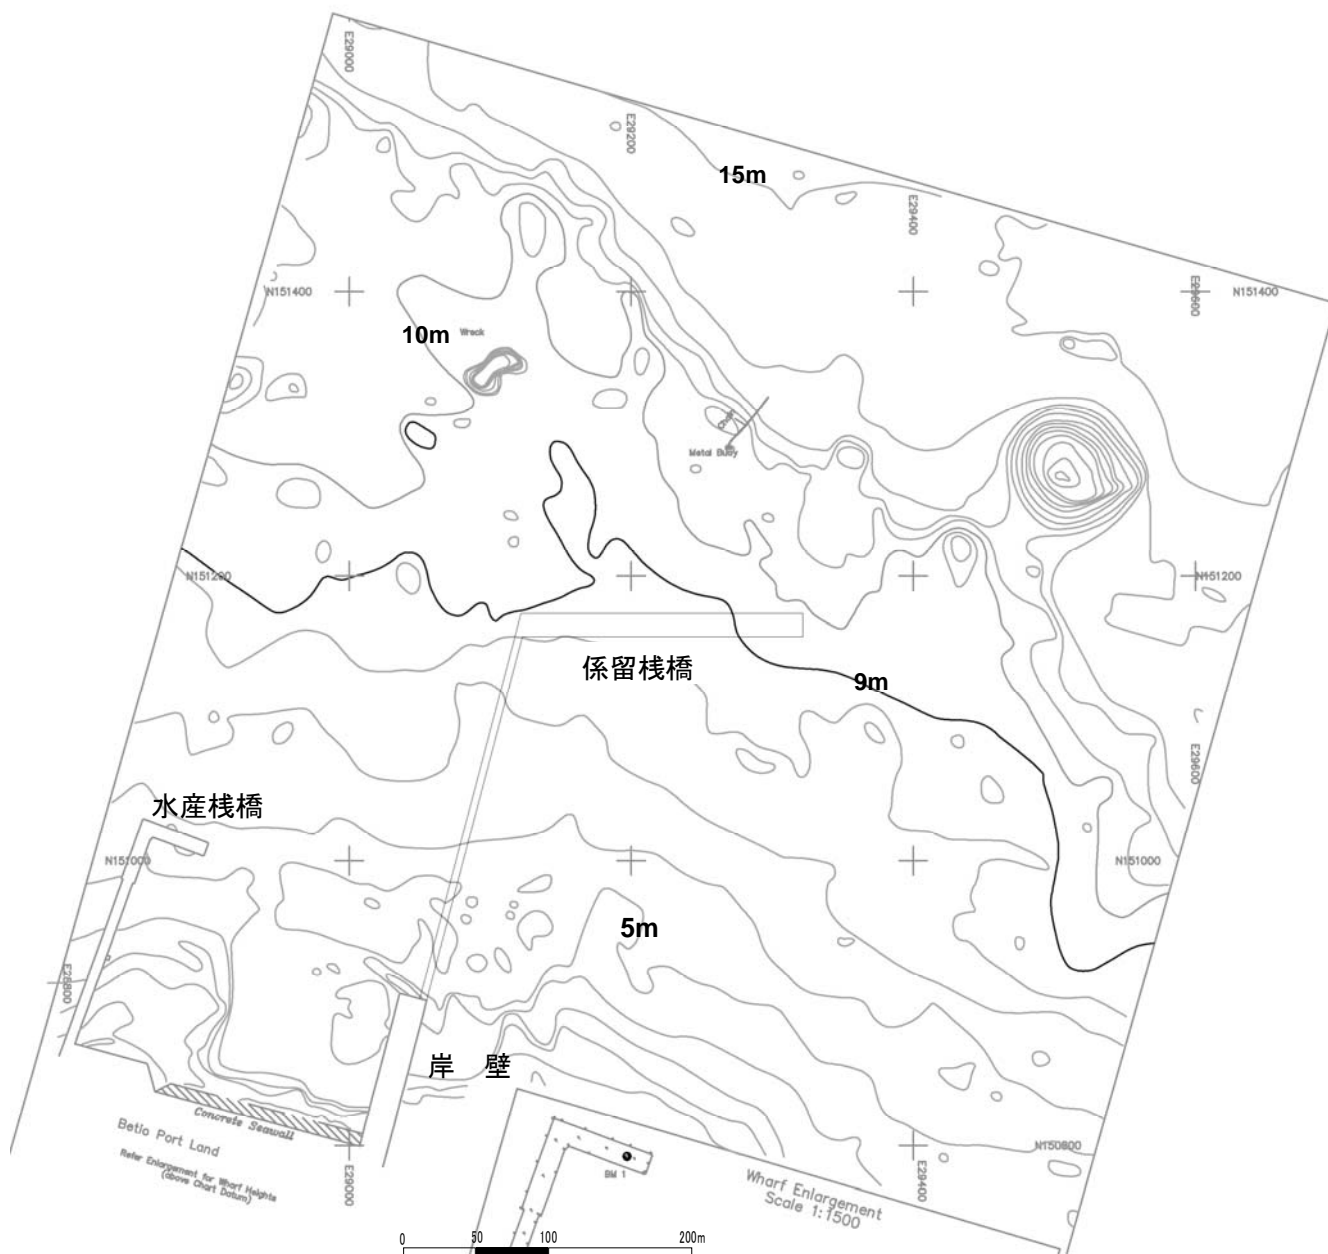 E29000
E29200
15m
E29400
E29600
N151400
N151400
10m
Wreck
Chain
Metal Buoy
N151200
N151200
係留桟橋
9m
E29600
水産桟橋
N151000
N151000
5m
E28800
岸 壁
Concrete Seawall
Betio Port Land
Refer Enlargement for Wharf Heights
(above Chart Datum)
E29000
BM 1
Wharf Enlargement
Scale 1:1500
E29400
N150800
0 50 100 200m